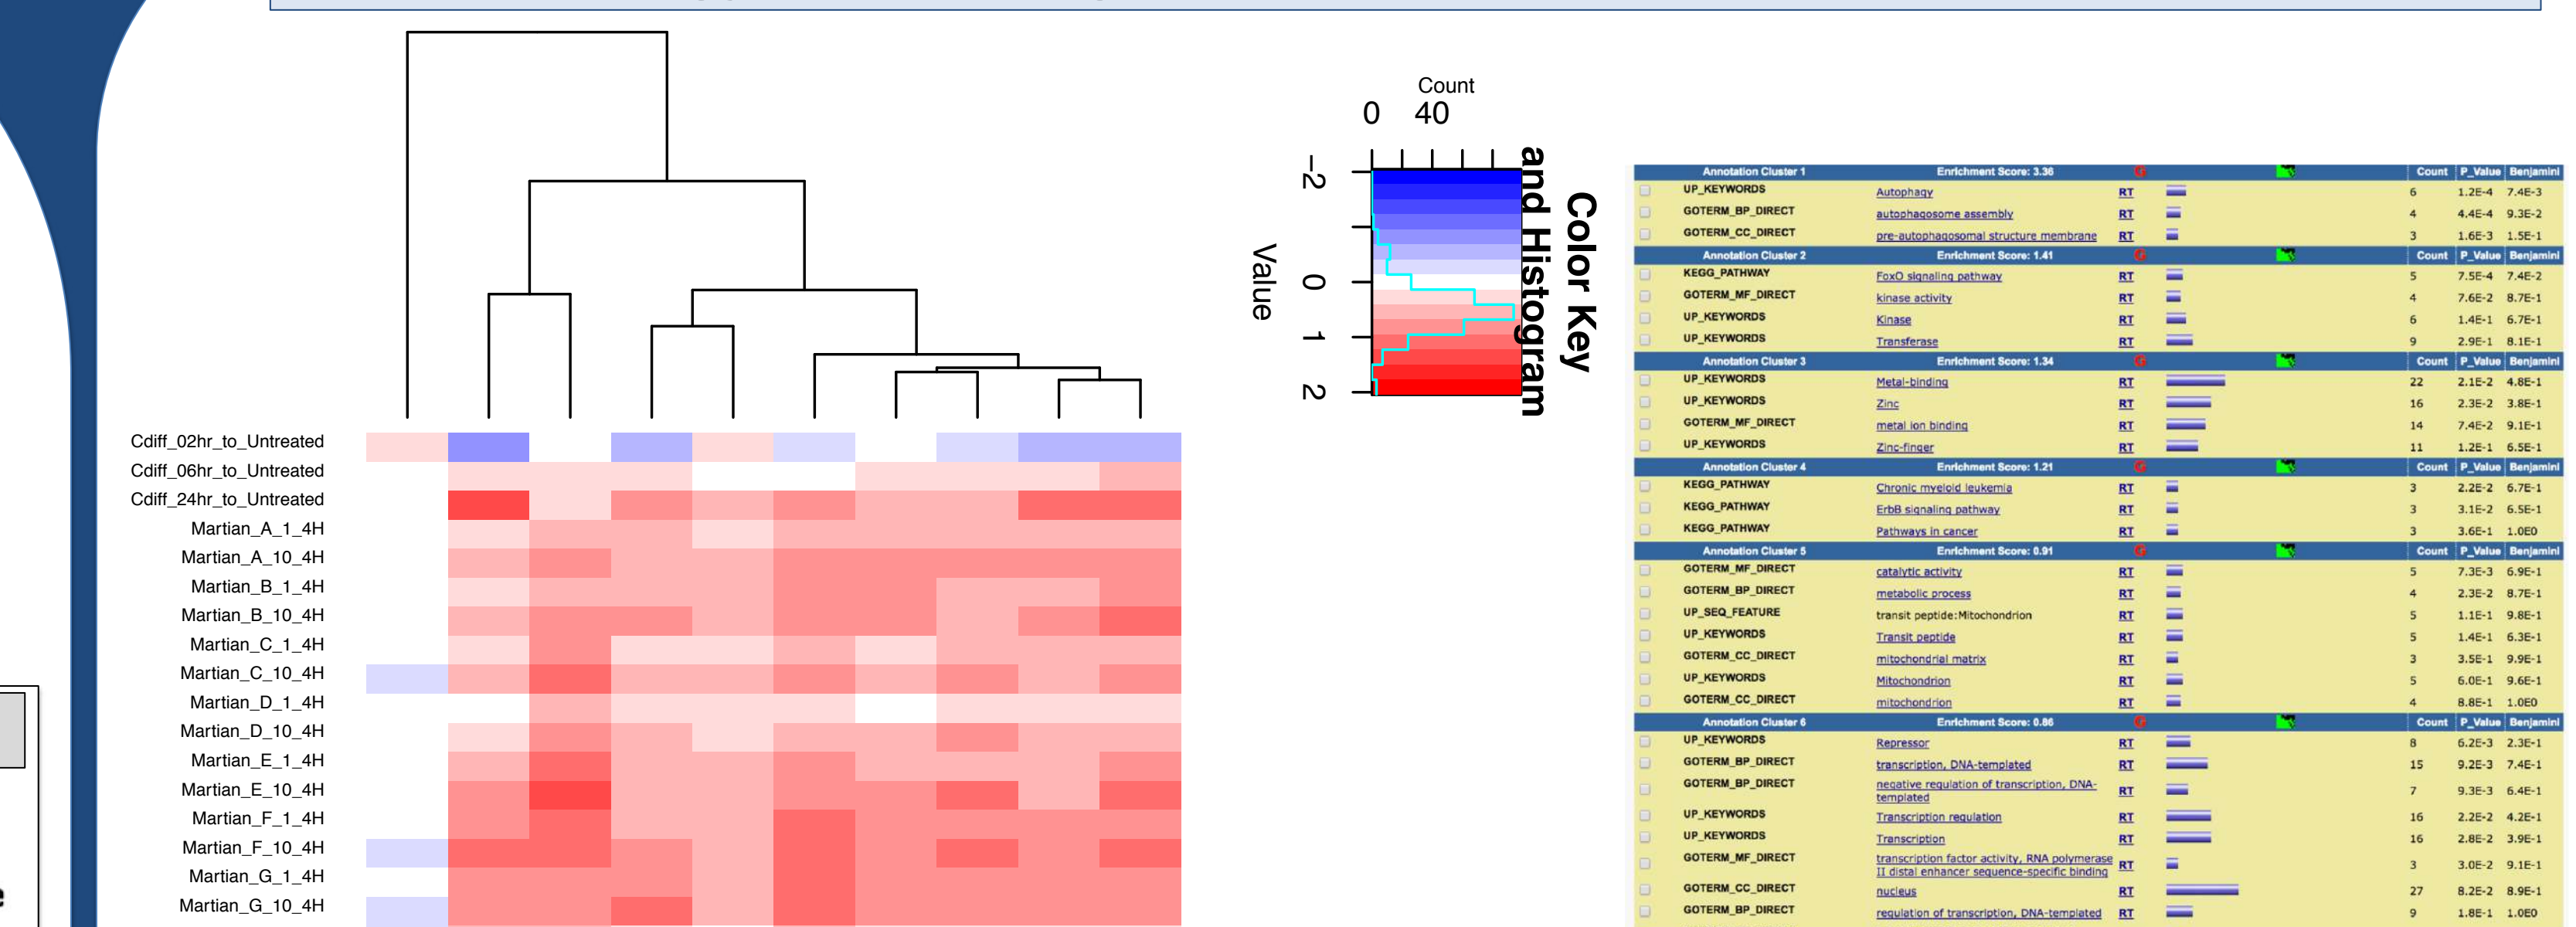 Count
0 40
-2
0
1
2
Value
Color Key
and Histogram
Cdiff_02hr_to_Untreated
Cdiff_06hr_to_Untreated
Cdiff_24hr_to_Untreated
Martian_A_1_4H
Martian_A_10_4H
Martian_B_1_4H
Martian_B_10_4H
Martian_C_1_4H
Martian_C_10_4H
Martian_D_1_4H
Martian_D_10_4H
Martian_E_1_4H
Martian_E_10_4H
Martian_F_1_4H
Martian_F_10_4H
Martian_G_1_4H
Martian_G_10_4H
Annotation Cluster 1 Enrichment Score: 3.36 G Count P_Value Benjamini
UP_KEYWORDS Autophagy RT 6 1.2E-4 7.4E-3
GOTERM_BP_DIRECT autophagosome assembly RT 4 4.4E-4 9.3E-2
GOTERM_CC_DIRECT pre-autophagosomal structure membrane RT 3 1.6E-3 1.5E-1
Annotation Cluster 2 Enrichment Score: 1.41 G Count P_Value Benjamini
KEGG_PATHWAY FoxO signaling pathway RT 5 7.5E-4 7.4E-2
GOTERM_MF_DIRECT kinase activity RT 4 7.6E-2 8.7E-1
UP_KEYWORDS Kinase RT 6 1.4E-1 6.7E-1
UP_KEYWORDS Transferase RT 9 2.9E-1 8.1E-1
Annotation Cluster 3 Enrichment Score: 1.34 G Count P_Value Benjamini
UP_KEYWORDS Metal-binding RT 22 2.1E-2 4.8E-1
UP_KEYWORDS Zinc RT 16 2.3E-2 3.8E-1
GOTERM_MF_DIRECT metal ion binding RT 14 7.4E-2 9.1E-1
UP_KEYWORDS Zinc-finger RT 11 1.2E-1 6.5E-1
Annotation Cluster 4 Enrichment Score: 1.21 G Count P_Value Benjamini
KEGG_PATHWAY Chronic myeloid leukemia RT 3 2.2E-2 6.7E-1
KEGG_PATHWAY ErbB signaling pathway RT 3 3.1E-2 6.5E-1
KEGG_PATHWAY Pathways in cancer RT 3 3.6E-1 1.0E0
Annotation Cluster 5 Enrichment Score: 0.91 G Count P_Value Benjamini
GOTERM_MF_DIRECT catalytic activity RT 5 7.3E-3 6.9E-1
GOTERM_BP_DIRECT metabolic process RT 4 2.3E-2 8.7E-1
UP_SEQ_FEATURE transit peptide:Mitochondrion 5 1.1E-1 9.8E-1
UP_KEYWORDS Transit peptide RT 5 1.4E-1 6.3E-1
GOTERM_CC_DIRECT mitochondrial matrix RT 3 3.5E-1 9.9E-1
UP_KEYWORDS Mitochondrion RT 5 6.0E-1 9.6E-1
GOTERM_CC_DIRECT mitochondrion RT 4 8.8E-1 1.0E0
Annotation Cluster 6 Enrichment Score: 0.86 G Count P_Value Benjamini
UP_KEYWORDS Repressor RT 8 6.2E-3 2.3E-1
GOTERM_BP_DIRECT transcription, DNA-templated RT 15 9.2E-3 7.4E-1
GOTERM_BP_DIRECT negative regulation of transcription, DNA-
templated RT 7 9.3E-3 6.4E-1
UP_KEYWORDS Transcription regulation RT 16 2.2E-2 4.2E-1
UP_KEYWORDS Transcription RT 16 2.8E-2 3.9E-1
GOTERM_MF_DIRECT transcription factor activity, RNA polymerase
II distal enhancer sequence-specific binding RT 3 3.0E-2 9.1E-1
GOTERM_CC_DIRECT nucleus RT 27 8.2E-2 8.9E-1
GOTERM_BP_DIRECT regulation of transcription, DNA-templated RT 9 1.8E-1 1.0E0